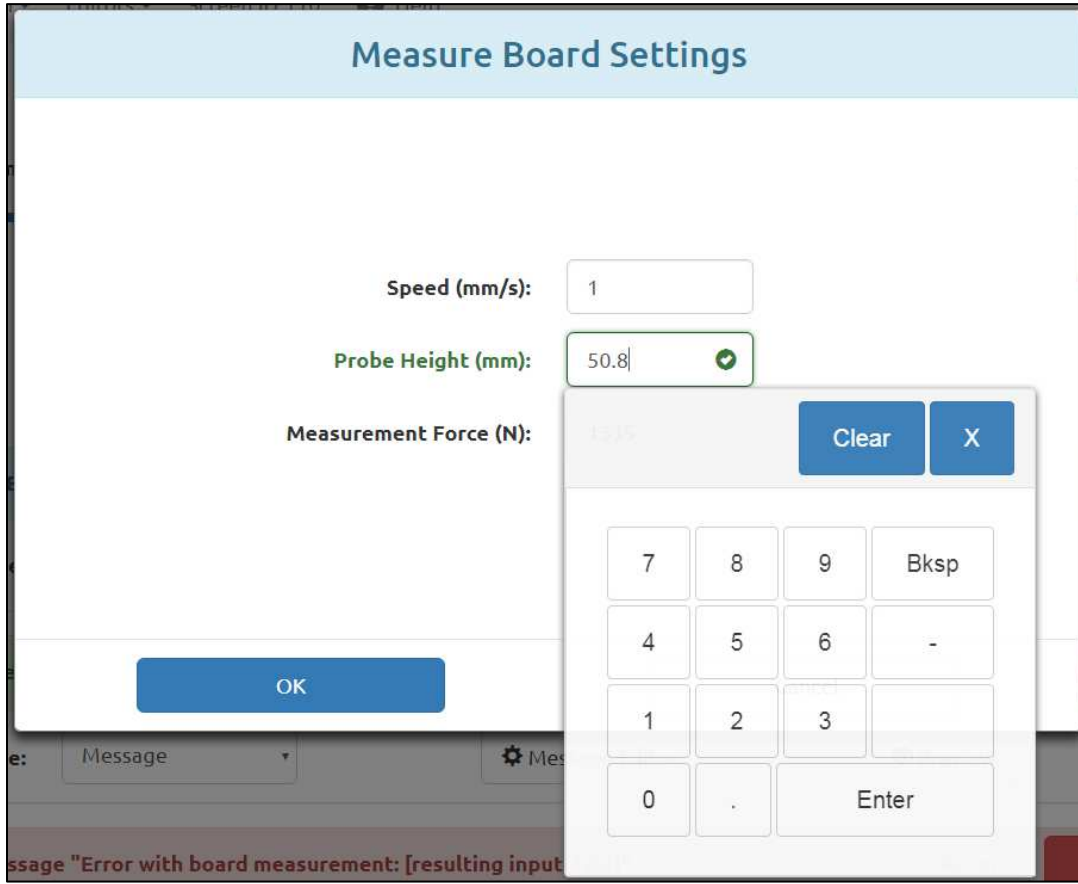 Measure Board Settings
Speed (mm/s):
1
Probe Height (mm):
50.8
Measurement Force (N):
Clear
X
7 8 9 Bksp
4 5 6 -
OK
1 2 3
e: Message
0 . Enter
ssage "Error with board measurement: [resulting input